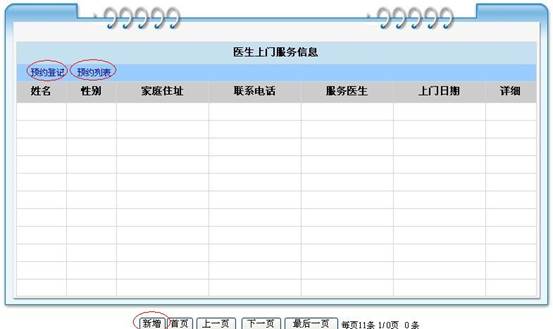 医生上门服务信息
预约登记 预约列表
姓名 性别 家庭住址 联系电话 服务医生 上门日期 详细
新增 首页 上一页 下一页 最后一页 每页11条 1/0页 0 条